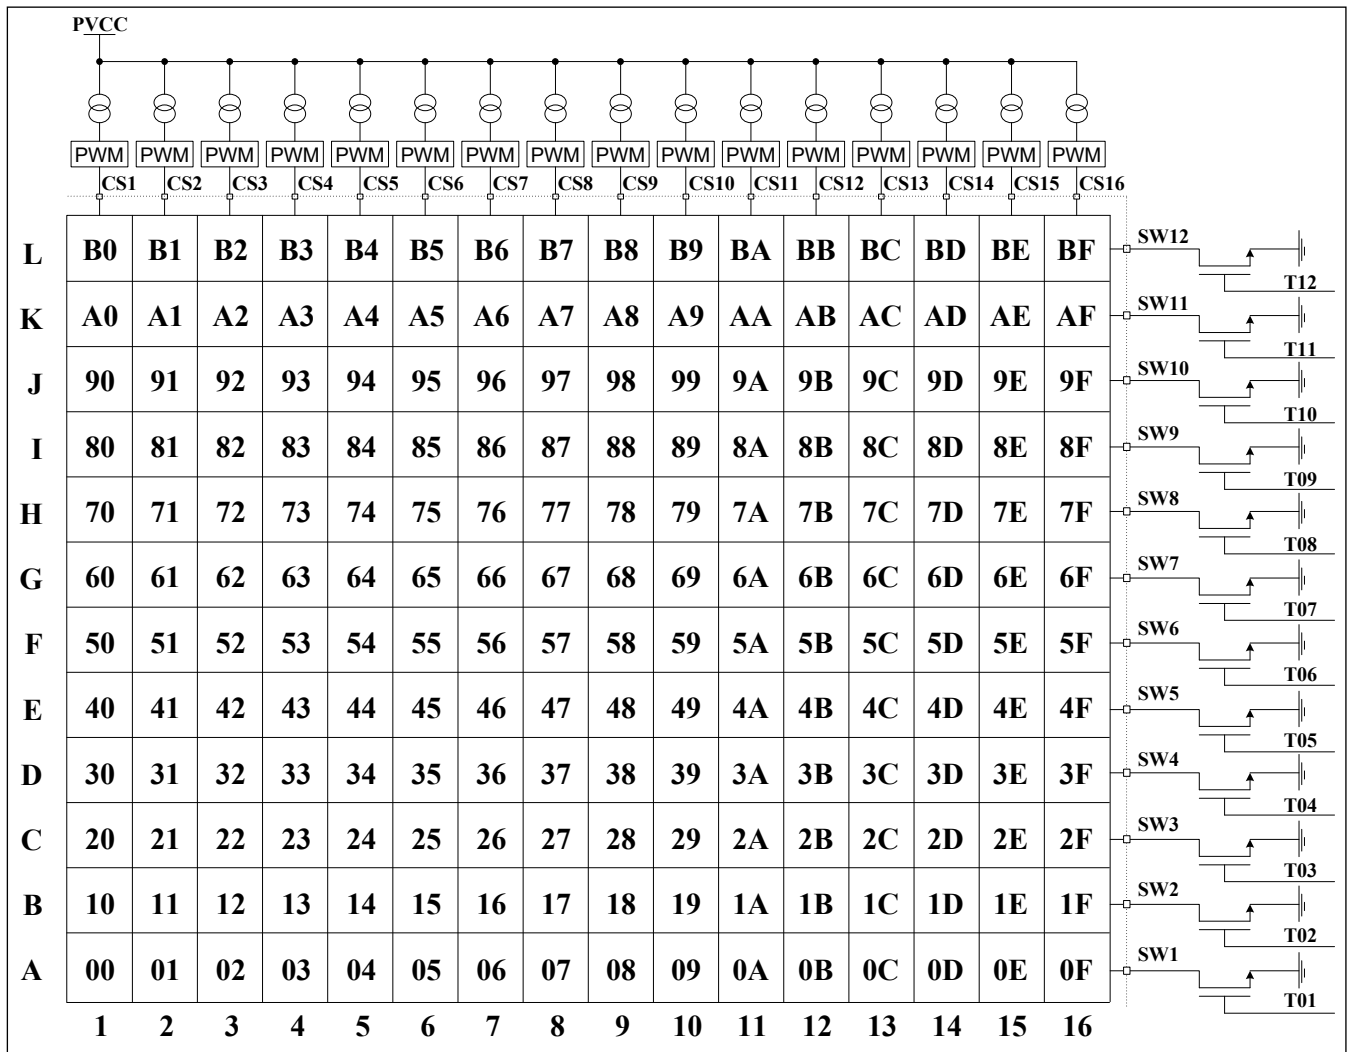 PVCC
PWM PWM PWM PWM PWM PWM PWM PWM PWM PWM PWM PWM PWM PWM PWM PWM
CS1 CS2 CS3 CS4 CS5 CS6 CS7 CS8 CS9 CS10 CS11 CS12 CS13 CS14 CS15 CS16
L B0 B1 B2 B3 B4 B5 B6 B7 B8 B9 BA BB BC BD BE BF SW12
T12
K A0 A1 A2 A3 A4 A5 A6 A7 A8 A9 AA AB AC AD AE AF SW11
T11
J 90 91 92 93 94 95 96 97 98 99 9A 9B 9C 9D 9E 9F SW10
T10
I 80 81 82 83 84 85 86 87 88 89 8A 8B 8C 8D 8E 8F SW9
T09
H 70 71 72 73 74 75 76 77 78 79 7A 7B 7C 7D 7E 7F SW8
T08
G 60 61 62 63 64 65 66 67 68 69 6A 6B 6C 6D 6E 6F SW7
T07
F 50 51 52 53 54 55 56 57 58 59 5A 5B 5C 5D 5E 5F SW6
T06
E 40 41 42 43 44 45 46 47 48 49 4A 4B 4C 4D 4E 4F SW5
T05
D 30 31 32 33 34 35 36 37 38 39 3A 3B 3C 3D 3E 3F SW4
T04
C 20 21 22 23 24 25 26 27 28 29 2A 2B 2C 2D 2E 2F SW3
T03
B 10 11 12 13 14 15 16 17 18 19 1A 1B 1C 1D 1E 1F SW2
T02
A 00 01 02 03 04 05 06 07 08 09 0A 0B 0C 0D 0E 0F SW1
T01
1 2 3 4 5 6 7 8 9 10 11 12 13 14 15 16